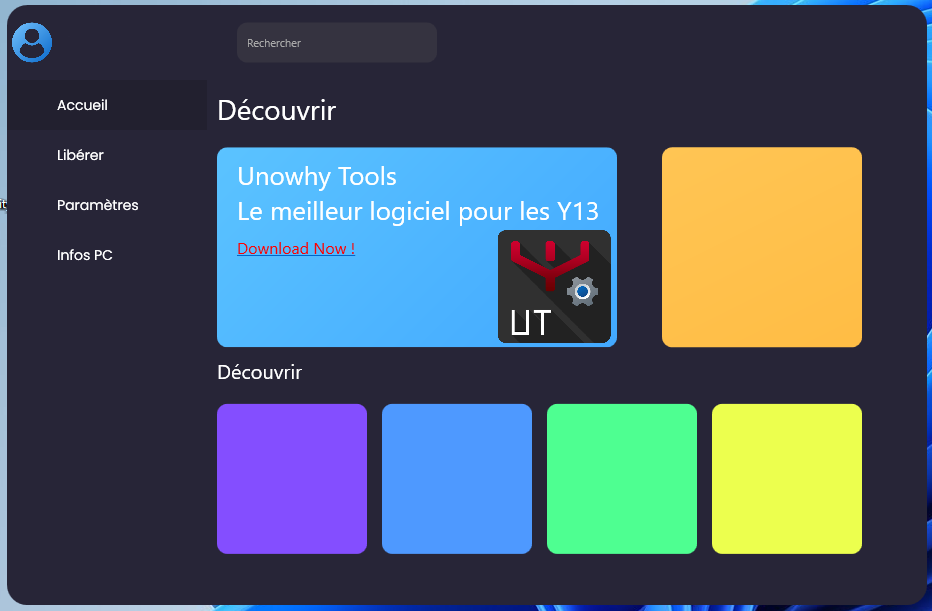 Rechercher
Accueil
Libérer
Paramètres
Infos PC
Découvrir
Unowhy Tools
Le meilleur logiciel pour les Y13
Download Now !
UT
Découvrir
it